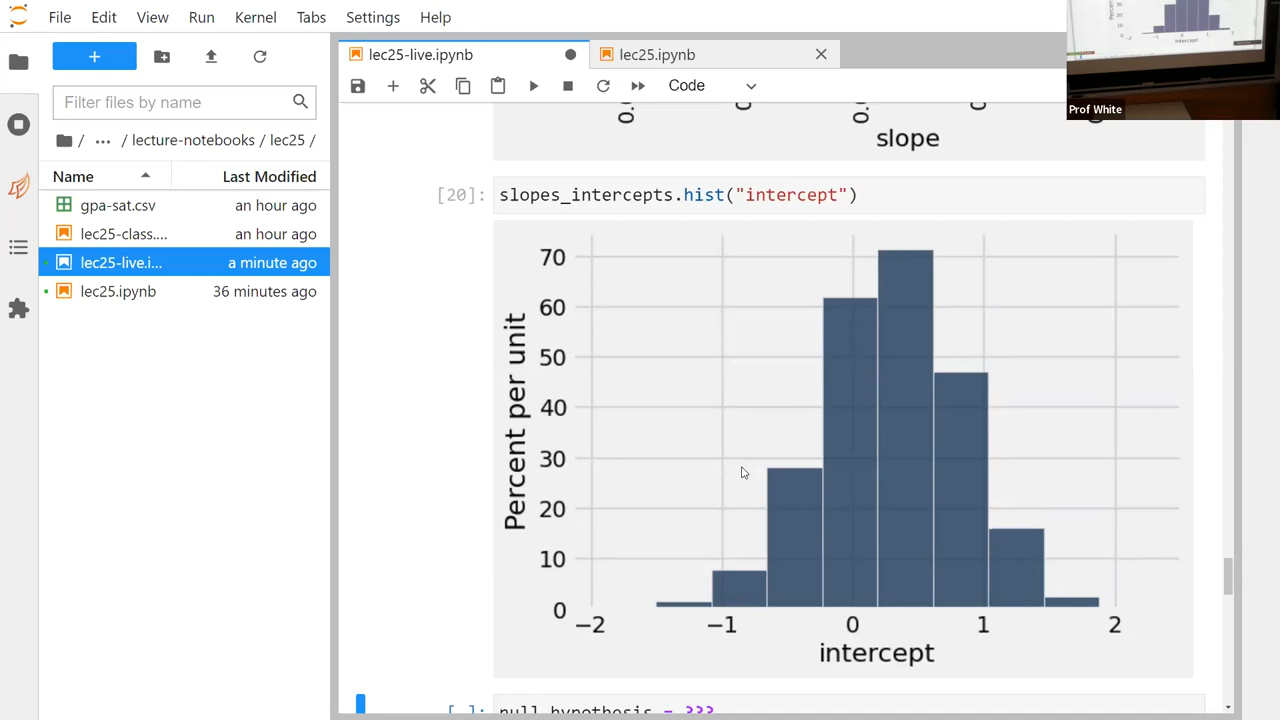 File Edit View Run Kernel Tabs Settings Help
Filter files by name
/ ... / lecture-notebooks / lec25 /
Name Last Modified
gpa-sat.csv an hour ago
lec25-class.... an hour ago
lec25-live.i... a minute ago
lec25.ipynb 36 minutes ago
lec25-live.ipynb
lec25.ipynb
Code
Prof White
slope
[20]: slopes_intercepts.hist("intercept")
Percent per unit
70
60
50
40
30
20
10
0
−2 −1 0 1 2
intercept
[ ]: null_hypothesis = ???